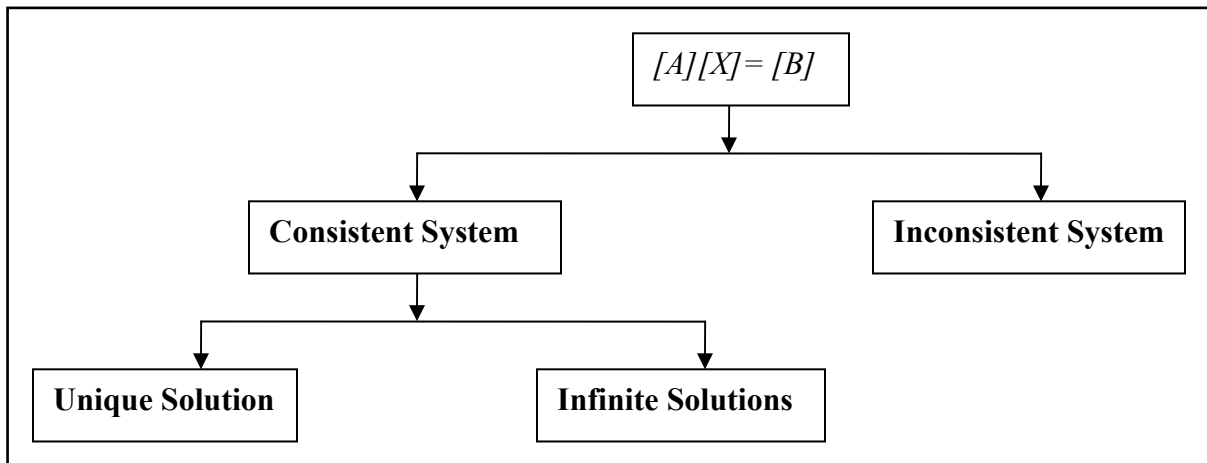 [A][X]= [B]
Consistent System
Inconsistent System
Unique Solution
Infinite Solutions